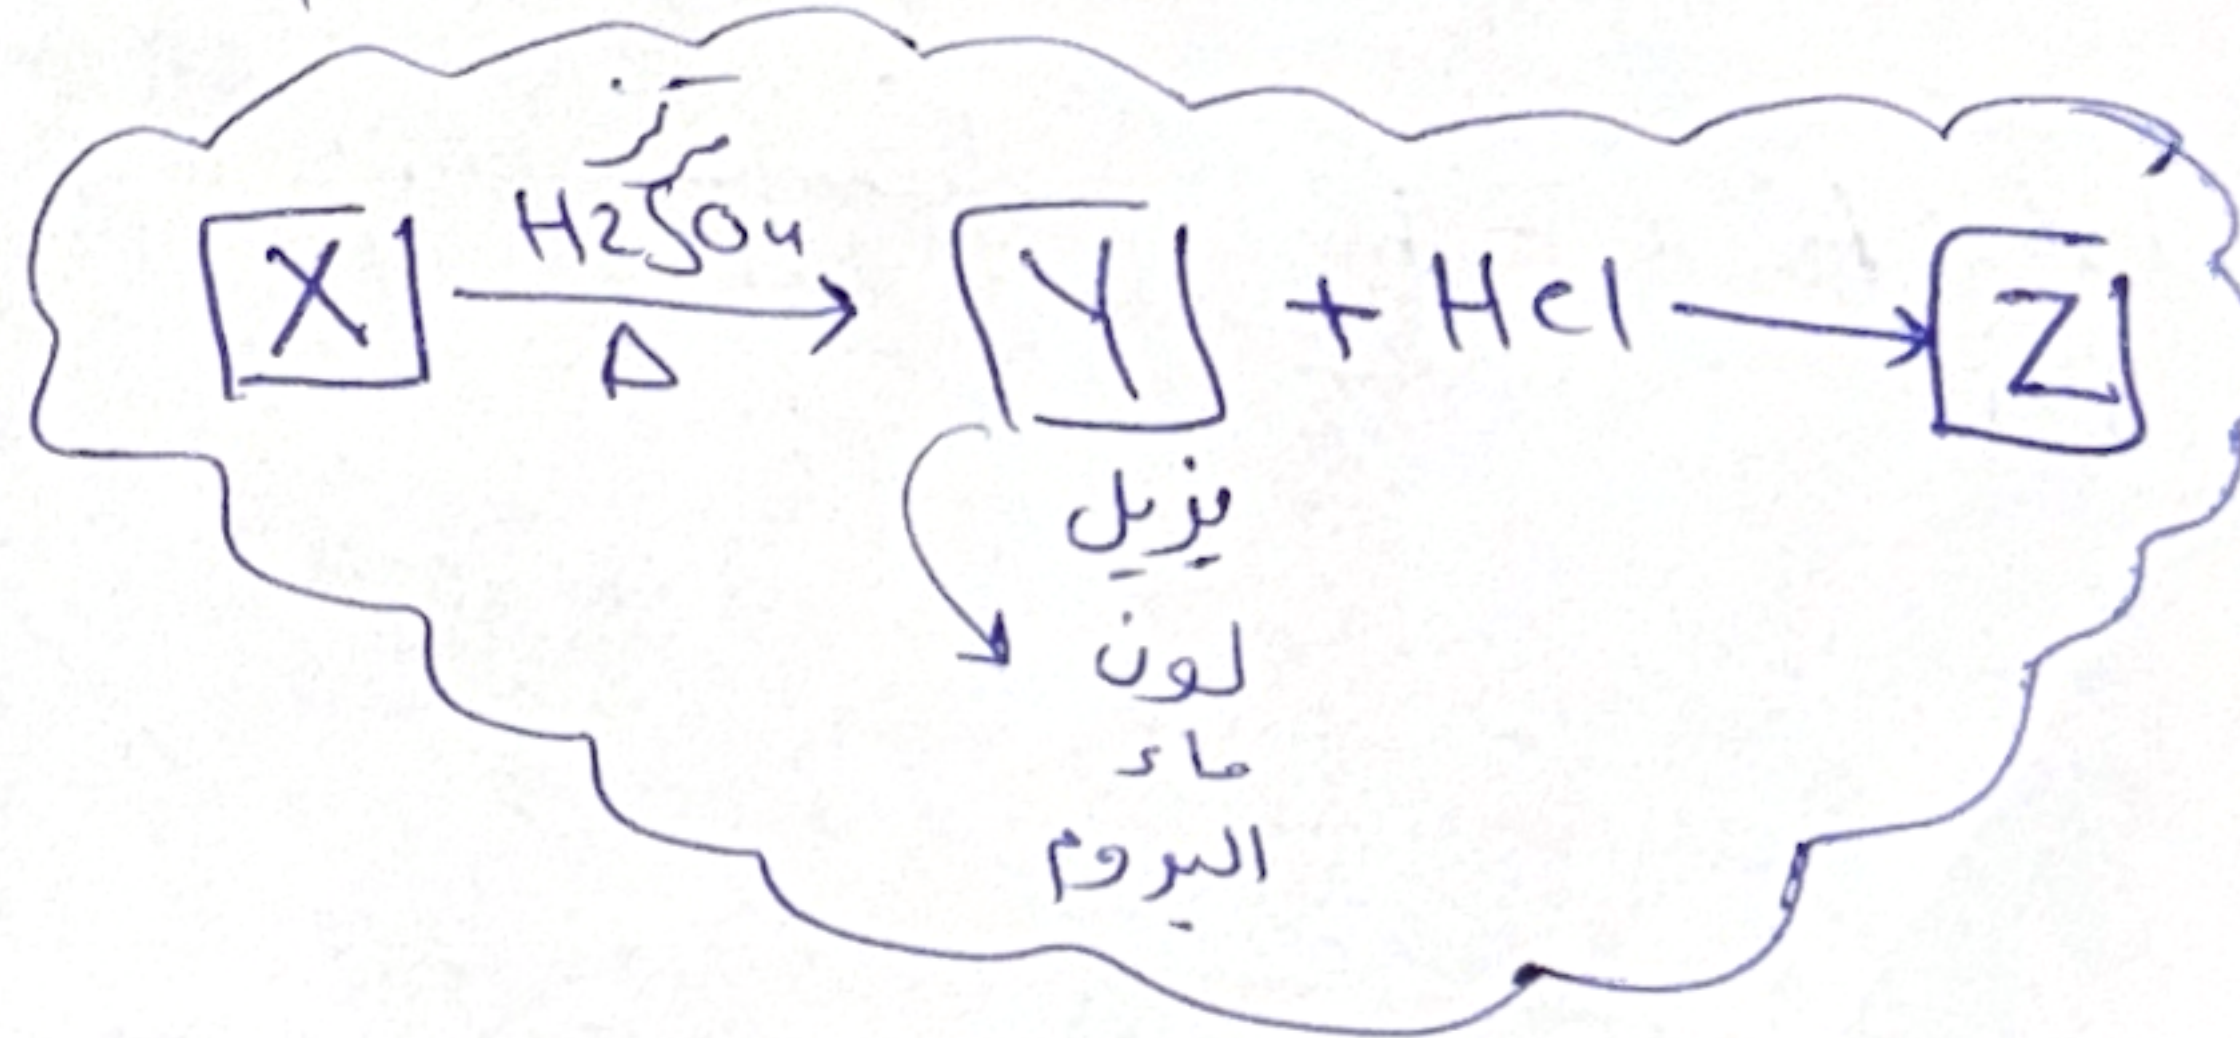 مركز
X H2SO4 Δ Y + HCl Z
يزيل
لون
ماء
البروم